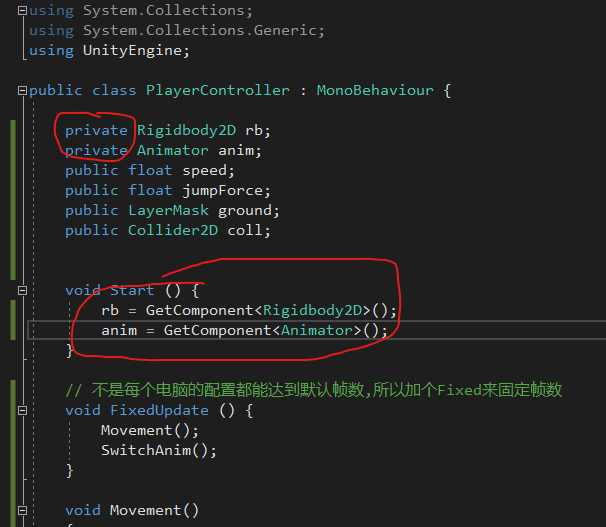 using System.Collections;
using System.Collections.Generic;
using UnityEngine;
public class PlayerController : MonoBehaviour {
private Rigidbody2D rb;
private Animator anim;
public float speed;
public float jumpForce;
public LayerMask ground;
public Collider2D coll;
void Start () {
rb = GetComponent<Rigidbody2D>();
anim = GetComponent<Animator>();
}
// 不是每个电脑的配置都能达到默认帧数,所以加个Fixed来固定帧数
void FixedUpdate () {
Movement();
SwitchAnim();
}
void Movement()